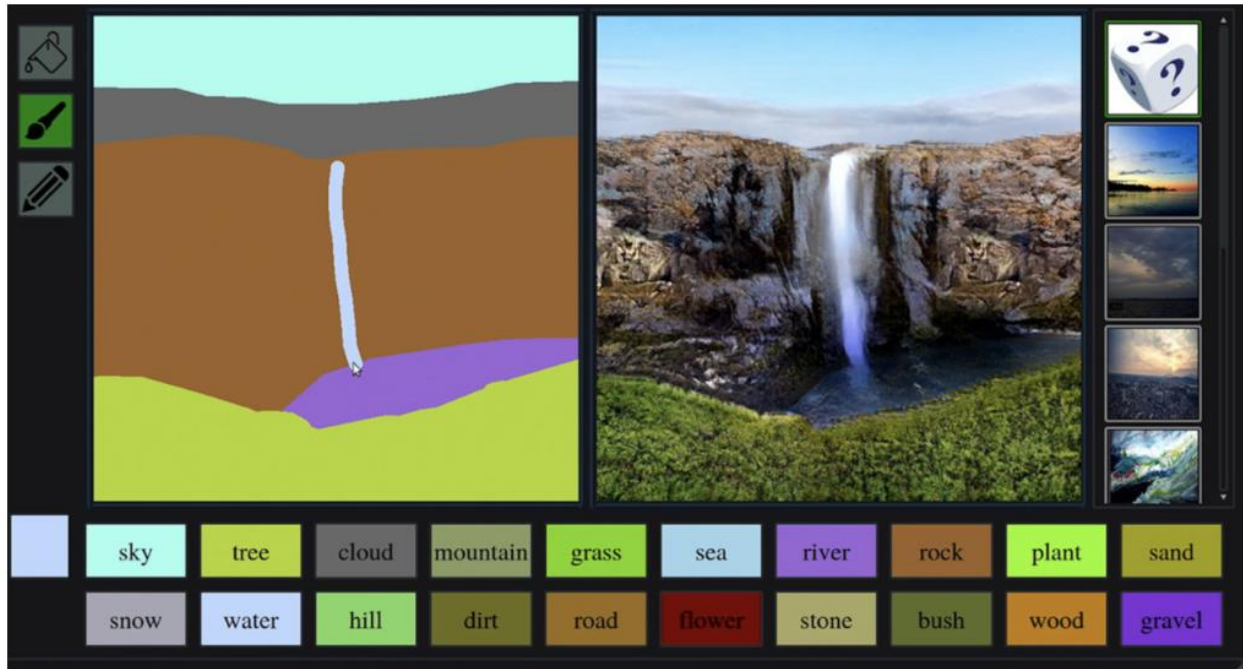 sky tree cloud mountain grass sea river rock plant sand
snow water hill dirt road flower stone bush wood gravel